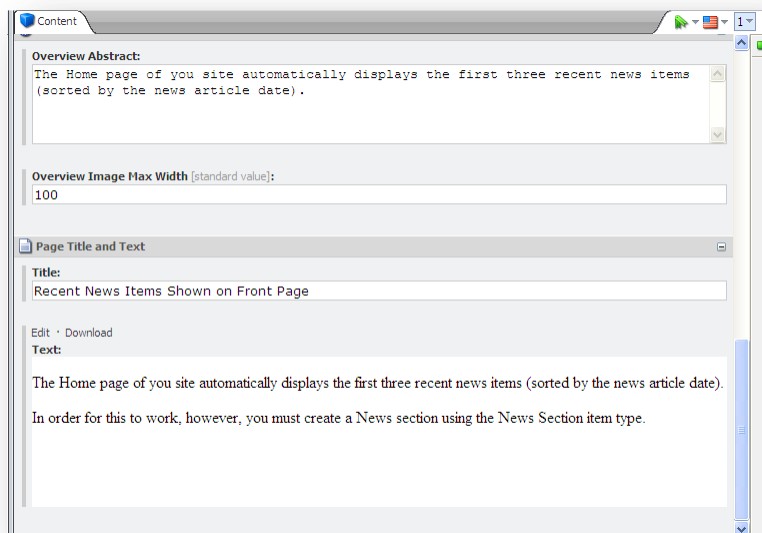 Content
1
Overview Abstract:
The Home page of you site automatically displays the first three recent news items
(sorted by the news article date).
Overview Image Max Width [standard value]:
100
Page Title and Text
Title:
Recent News Items Shown on Front Page
Edit · Download
Text:
The Home page of you site automatically displays the first three recent news items (sorted by the news article date).
In order for this to work, however, you must create a News section using the News Section item type.